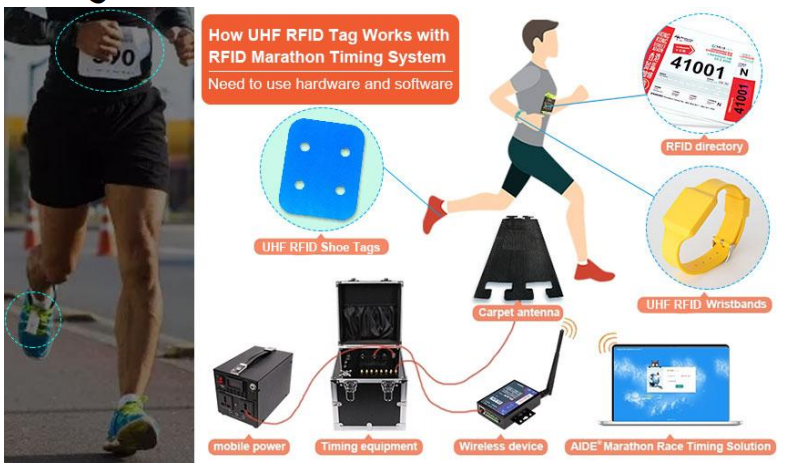 How UHF RFID Tag Works with
RFID Marathon Timing System
Need to use hardware and software
41001
N
41001
N
RFID directory
UHF RFID Shoe Tags
UHF RFID Wristbands
Carpet antenna
mobile power
Timing equipment
Wireless device
AIDE® Marathon Race Timing Solution